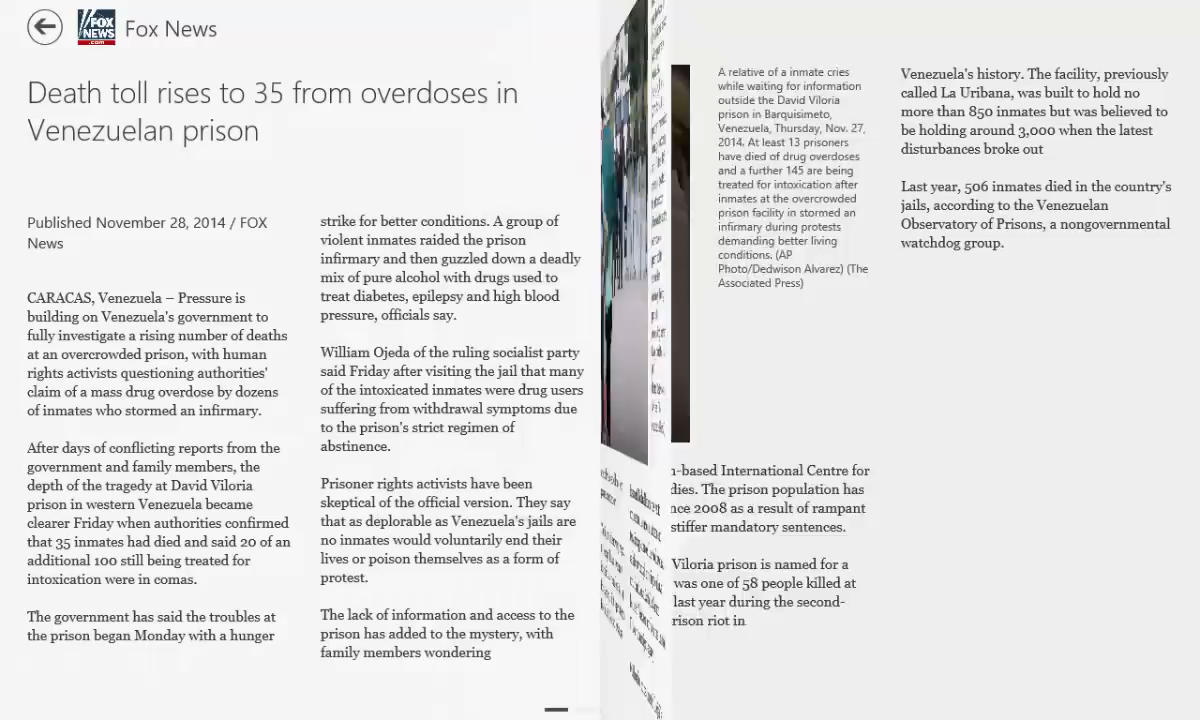 FOX
NEWS
.com
Fox News
Death toll rises to 35 from overdoses in
Venezuelan prison
Published November 28, 2014 / FOX
News
CARACAS, Venezuela – Pressure is
building on Venezuela's government to
fully investigate a rising number of deaths
at an overcrowded prison, with human
rights activists questioning authorities'
claim of a mass drug overdose by dozens
of inmates who stormed an infirmary.
After days of conflicting reports from the
government and family members, the
depth of the tragedy at David Viloria
prison in western Venezuela became
clearer Friday when authorities confirmed
that 35 inmates had died and said 20 of an
additional 100 still being treated for
intoxication were in comas.
The government has said the troubles at
the prison began Monday with a hunger
strike for better conditions. A group of
violent inmates raided the prison
infirmary and then guzzled down a deadly
mix of pure alcohol with drugs used to
treat diabetes, epilepsy and high blood
pressure, officials say.
William Ojeda of the ruling socialist party
said Friday after visiting the jail that many
of the intoxicated inmates were drug users
suffering from withdrawal symptoms due
to the prison's strict regimen of
abstinence.
Prisoner rights activists have been
skeptical of the official version. They say
that as deplorable as Venezuela's jails are
no inmates would voluntarily end their
lives or poison themselves as a form of
protest.
The lack of information and access to the
prison has added to the mystery, with
family members wondering
A relative of a inmate cries
while waiting for information
outside the David Viloria
prison in Barquisimeto,
Venezuela, Thursday, Nov. 27,
2014. At least 13 prisoners
have died of drug overdoses
and a further 145 are being
treated for intoxication after
inmates at the overcrowded
prison facility in stormed an
infirmary during protests
demanding better living
conditions. (AP
Photo/Dedwison Alvarez) (The
Associated Press)
-based International Centre for
dies. The prison population has
nce 2008 as a result of rampant
stiffer mandatory sentences.
Viloria prison is named for a
was one of 58 people killed at
last year during the second-
rison riot in
Venezuela's history. The facility, previously
called La Uribana, was built to hold no
more than 850 inmates but was believed to
be holding around 3,000 when the latest
disturbances broke out
Last year, 506 inmates died in the country's
jails, according to the Venezuelan
Observatory of Prisons, a nongovernmental
watchdog group.